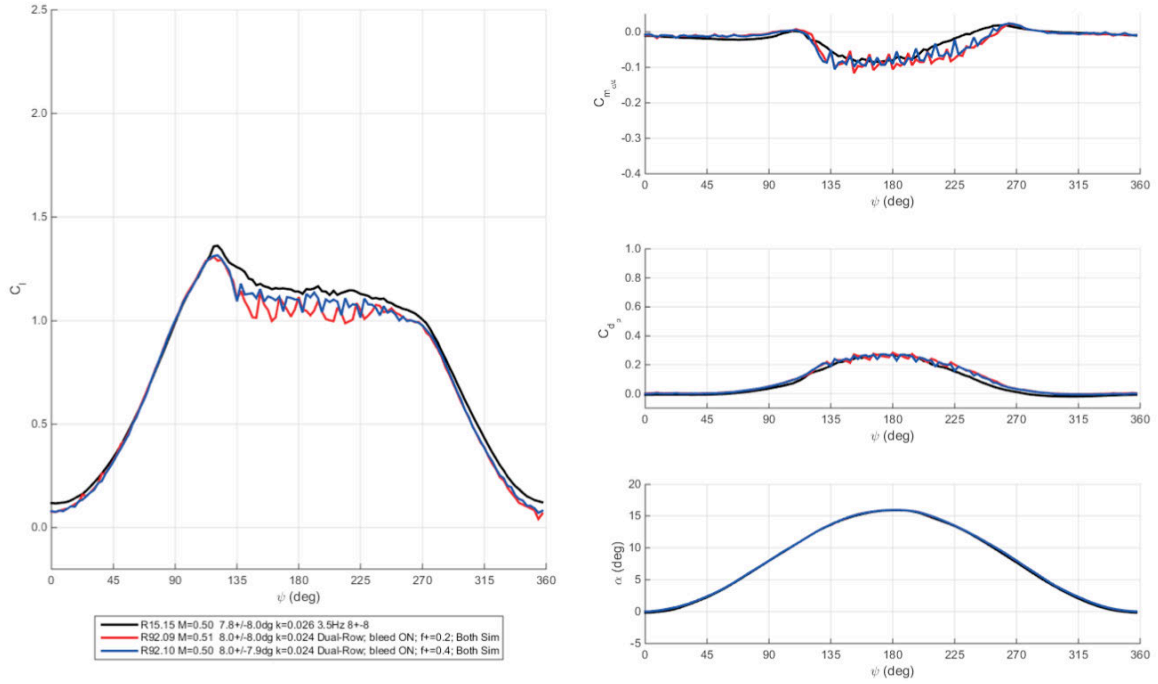 2.5
2.0
1.5
1.0
0.5
0.0
C_l
0 45 90 135 180 225 270 315 360
ψ (deg)
R15.15 M=0.50 7.8+/-8.0dg k=0.026 3.5Hz 8+-8
R92.09 M=0.51 8.0+/-8.0dg k=0.024 Dual-Row; bleed ON; f+=0.2; Both Sim
R92.10 M=0.50 8.0+/-7.9dg k=0.024 Dual-Row; bleed ON; f+=0.4; Both Sim
0.0
-0.1
-0.2
-0.3
-0.4
C_m
0 45 90 135 180 225 270 315 360
ψ (deg)
1.0
0.8
0.6
0.4
0.2
0.0
C_d
0 45 90 135 180 225 270 315 360
ψ (deg)
20
15
10
5
0
-5
α (deg)
0 45 90 135 180 225 270 315 360
ψ (deg)